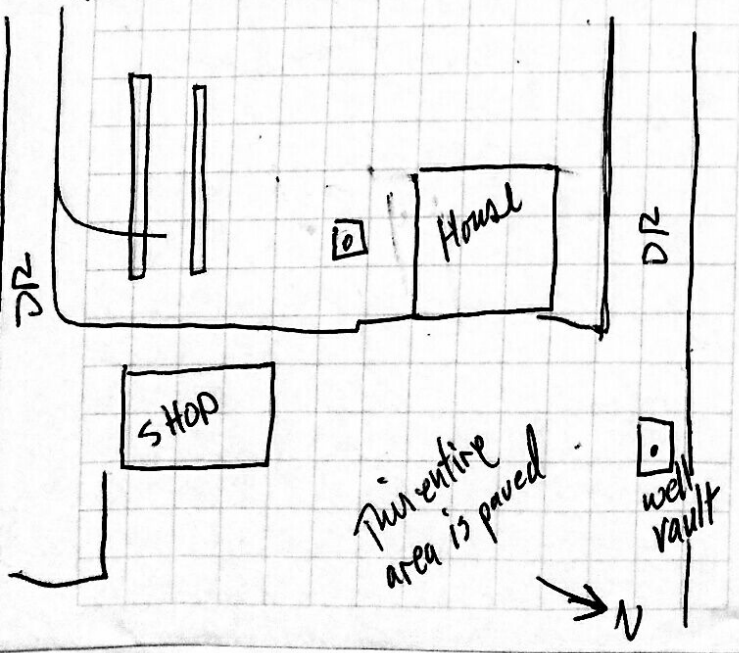 House
DR
DR
SHOP
This entire
area is paved
well
vault
N